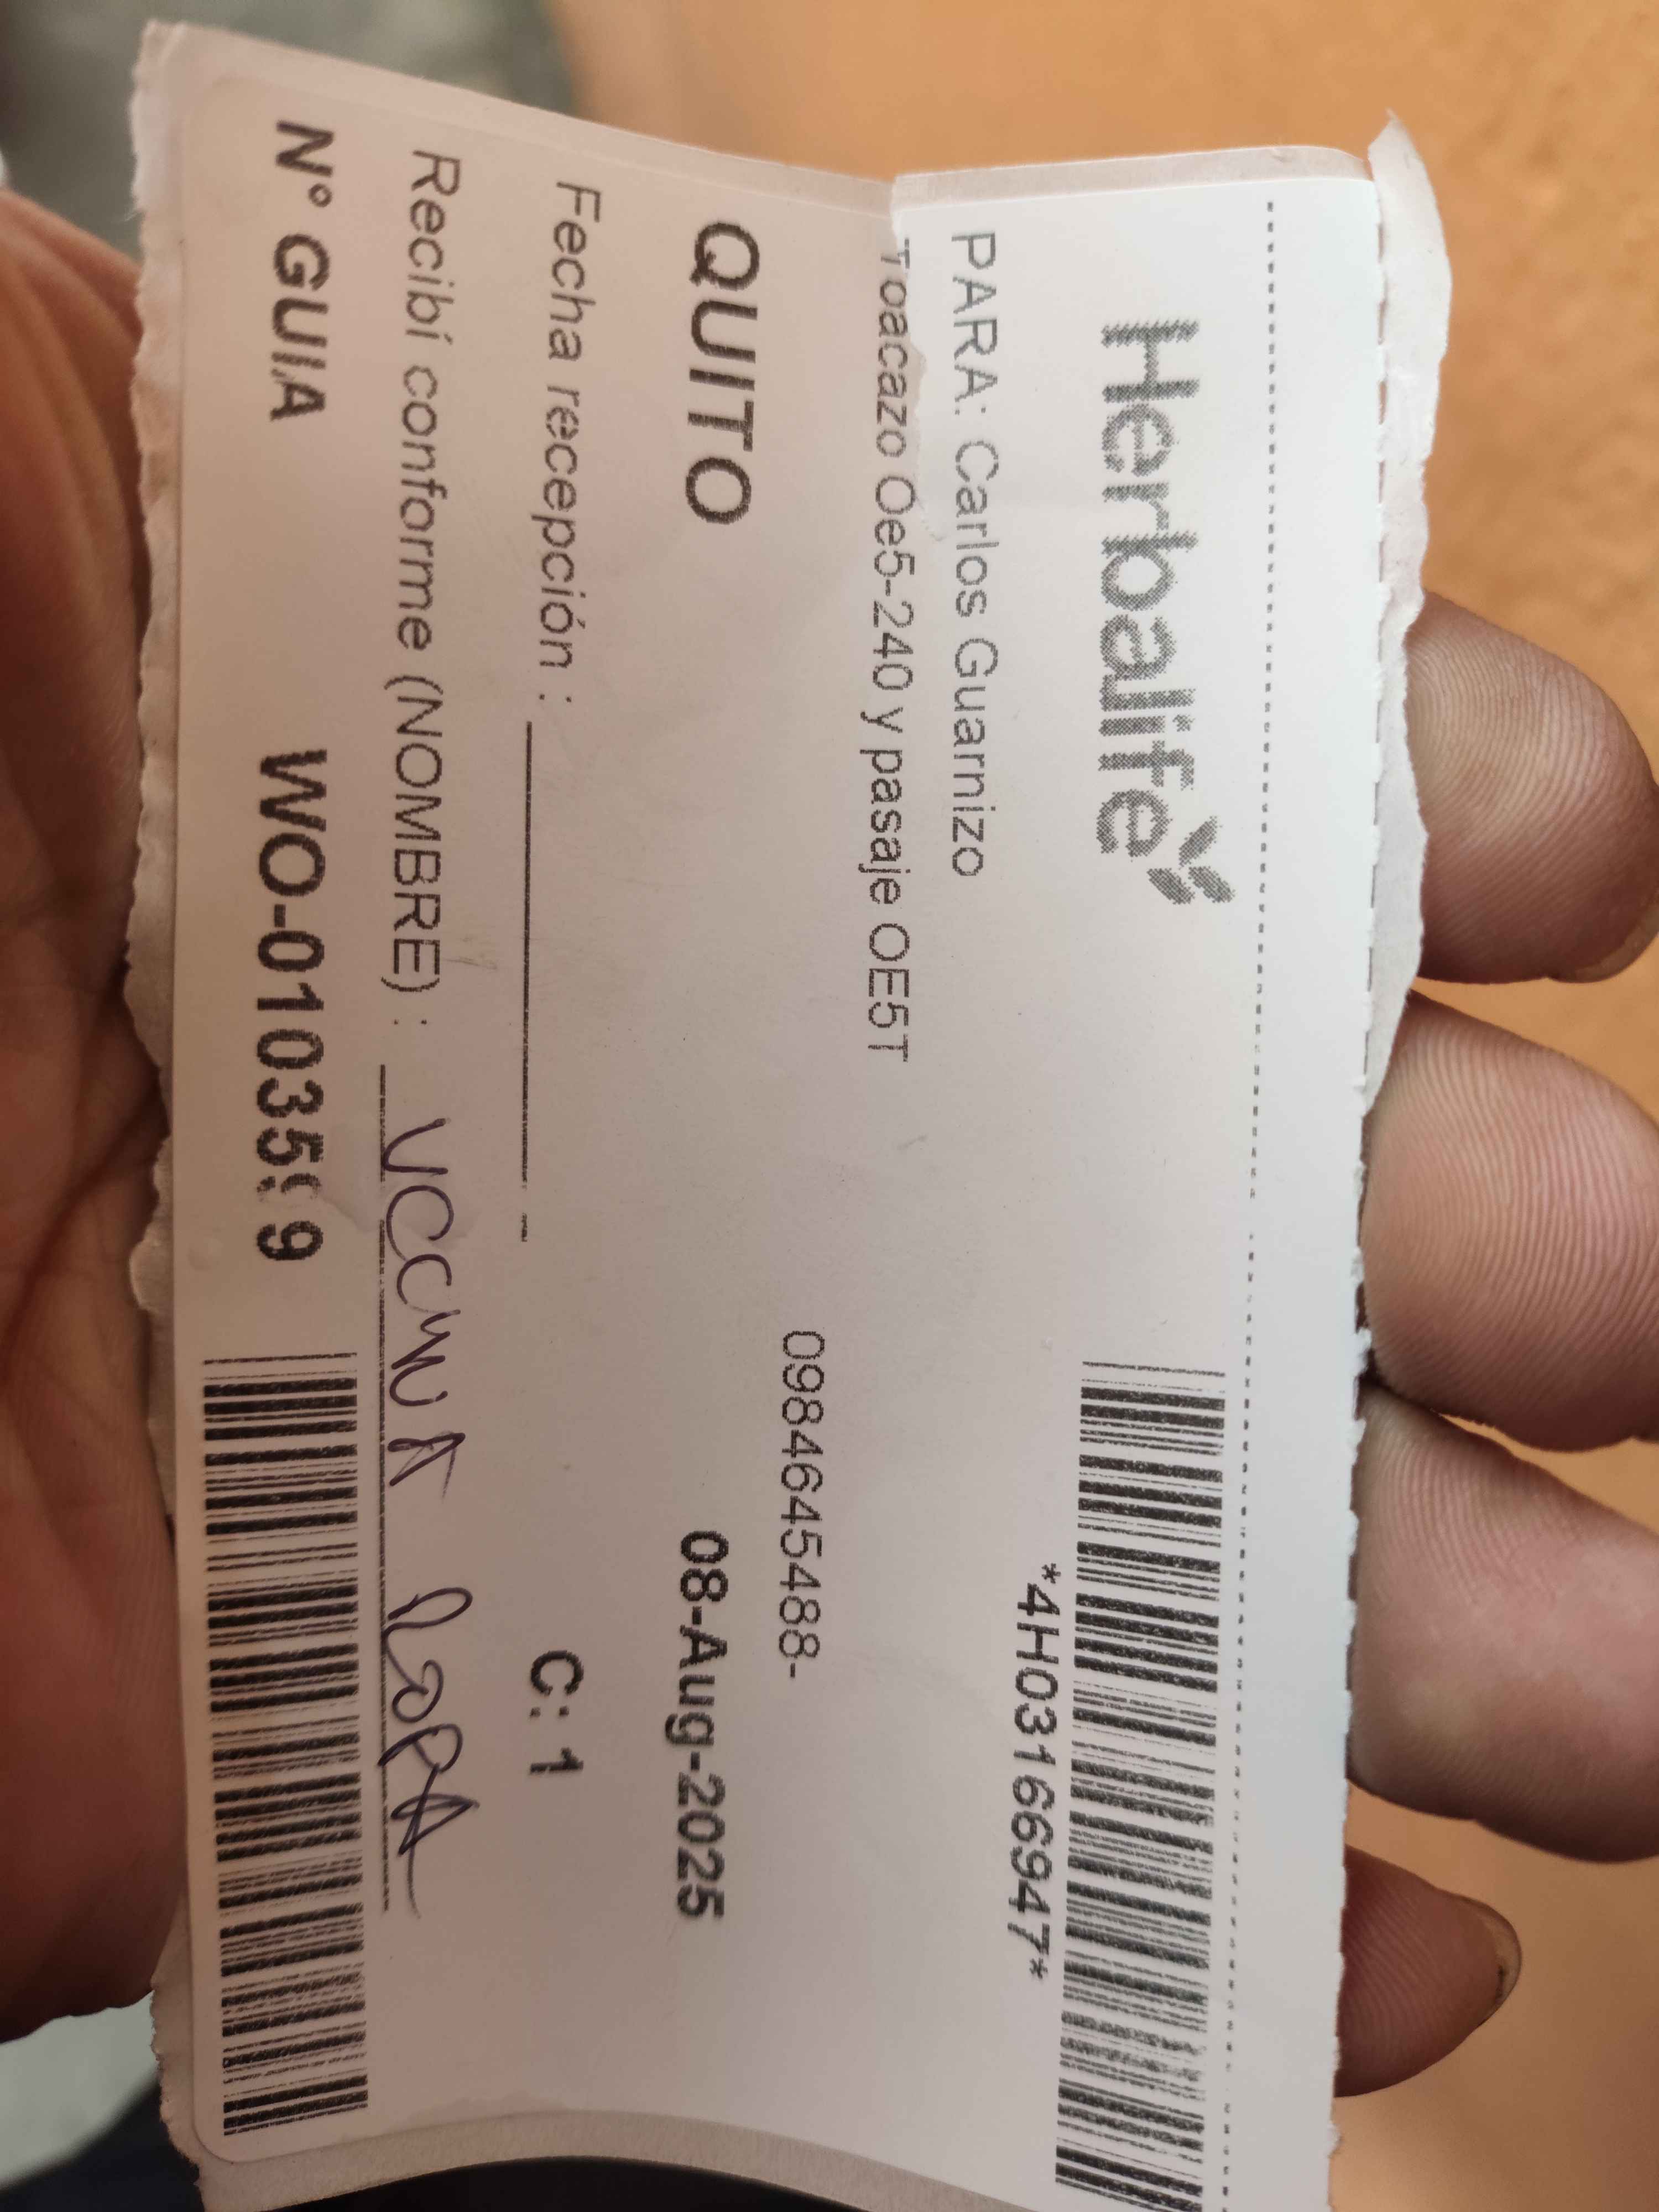 Herbalife
*4H03166947*
PARA: Carlos Guarnizo
Toacazo Oe5-240 y pasaje OE5T
0984645488-
QUITO
08-Aug-2025
Fecha recepción :
C: 1
Recibí conforme (NOMBRE) :
N° GUIA